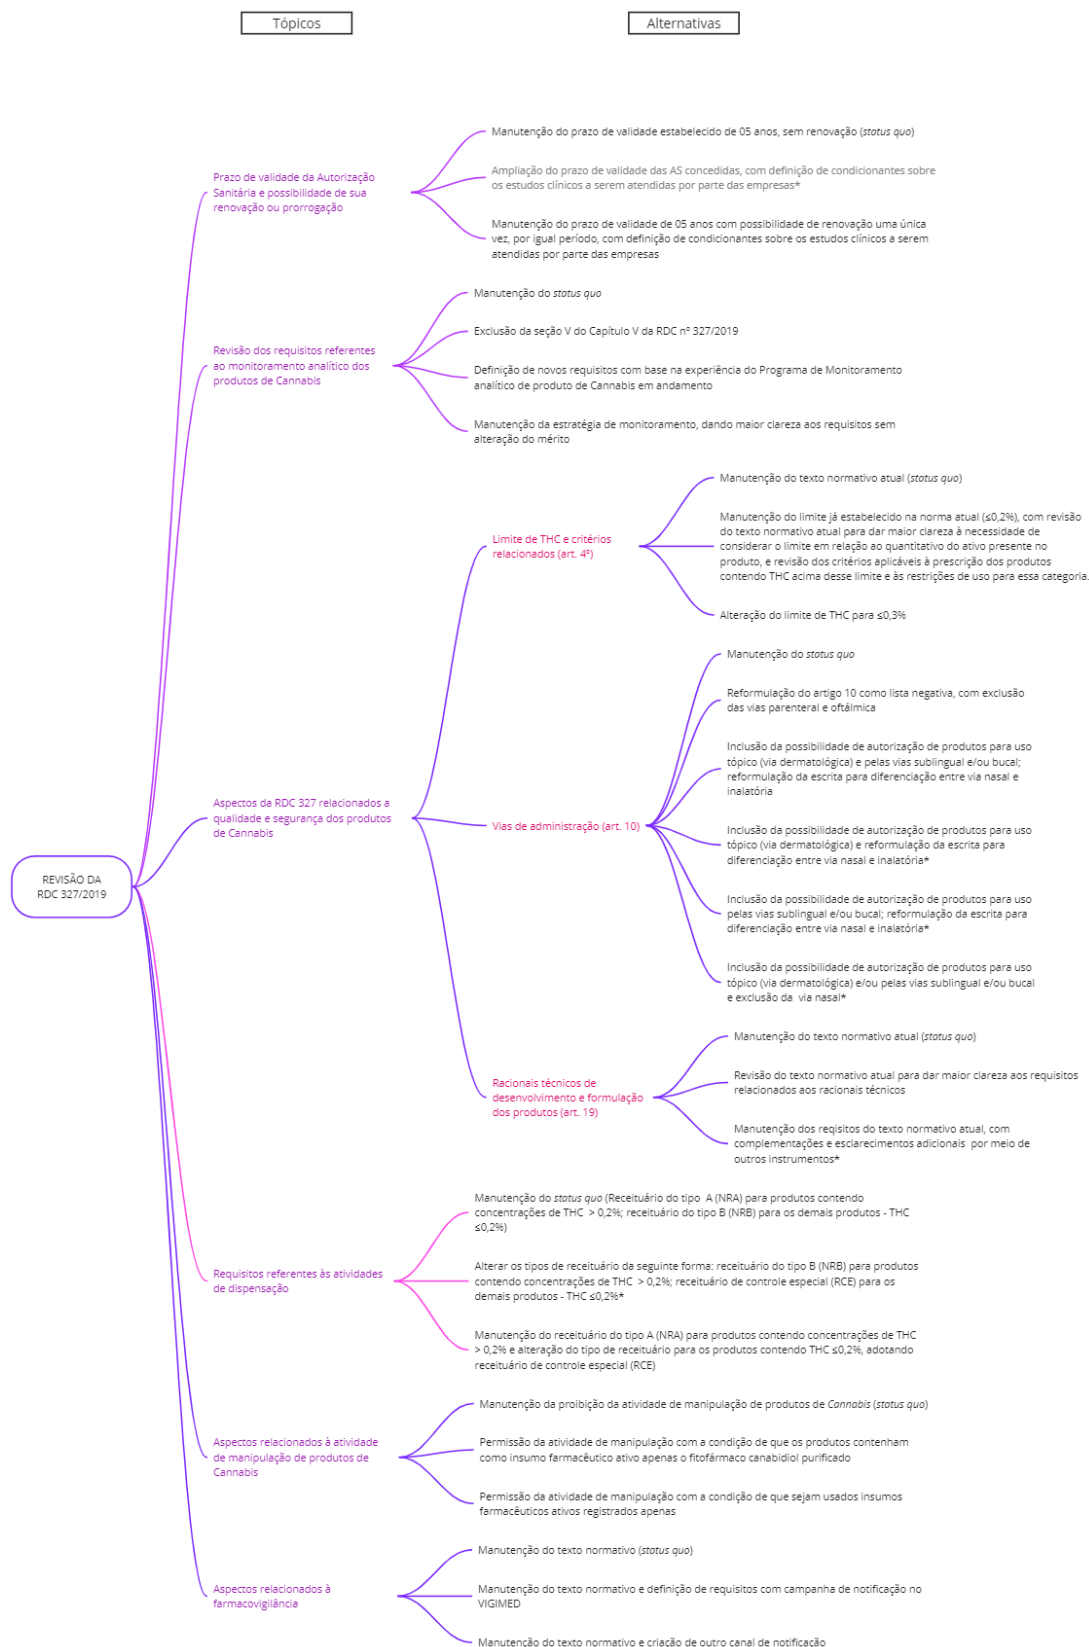 Tópicos
Alternativas
REVISÃO DA
RDC 327/2019
Prazo de validade da Autorização
Sanitária e possibilidade de sua
renovação ou prorrogação
Manutenção do prazo de validade estabelecido de 05 anos, sem renovação (status quo)
Ampliação do prazo de validade das AS concedidas, com definição de condicionantes sobre
os estudos clínicos a serem atendidas por parte das empresas*
Manutenção do prazo de validade de 05 anos com possibilidade de renovação uma única
vez, por igual período, com definição de condicionantes sobre os estudos clínicos a serem
atendidas por parte das empresas
Revisão dos requisitos referentes
ao monitoramento analítico dos
produtos de Cannabis
Manutenção do status quo
Exclusão da seção V do Capítulo V da RDC nº 327/2019
Definição de novos requisitos com base na experiência do Programa de Monitoramento
analítico de produto de Cannabis em andamento
Manutenção da estratégia de monitoramento, dando maior clareza aos requisitos sem
alteração do mérito
Aspectos da RDC 327 relacionados a
qualidade e segurança dos produtos
de Cannabis
Limite de THC e critérios
relacionados (art. 4º)
Manutenção do texto normativo atual (status quo)
Manutenção do limite já estabelecido na norma atual (≤0,2%), com revisão
do texto normativo atual para dar maior clareza à necessidade de
considerar o limite em relação ao quantitativo do ativo presente no
produto, e revisão dos critérios aplicáveis à prescrição dos produtos
contendo THC acima desse limite e às restrições de uso para essa categoria.
Alteração do limite de THC para ≤0,3%
Vias de administração (art. 10)
Manutenção do status quo
Reformulação do artigo 10 como lista negativa, com exclusão
das vias parenteral e oftálmica
Inclusão da possibilidade de autorização de produtos para uso
tópico (via dermatológica) e pelas vias sublingual e/ou bucal;
reformulação da escrita para diferenciação entre via nasal e
inalatória
Inclusão da possibilidade de autorização de produtos para uso
tópico (via dermatológica) e reformulação da escrita para
diferenciação entre via nasal e inalatória*
Inclusão da possibilidade de autorização de produtos para uso
pelas vias sublingual e/ou bucal; reformulação da escrita para
diferenciação entre via nasal e inalatória*
Inclusão da possibilidade de autorização de produtos para uso
tópico (via dermatológica) e/ou pelas vias sublingual e/ou bucal
e exclusão da via nasal*
Racionais técnicos de
desenvolvimento e formulação
dos produtos (art. 19)
Manutenção do texto normativo atual (status quo)
Revisão do texto normativo atual para dar maior clareza aos requisitos
relacionados aos racionais técnicos
Manutenção dos reqisitos do texto normativo atual, com
complementações e esclarecimentos adicionais por meio de
outros instrumentos*
Requisitos referentes às atividades
de dispensação
Manutenção do status quo (Receituário do tipo A (NRA) para produtos contendo
concentrações de THC > 0,2%; receituário do tipo B (NRB) para os demais produtos - THC
≤0,2%)
Alterar os tipos de receituário da seguinte forma: receituário do tipo B (NRB) para produtos
contendo concentrações de THC > 0,2%; receituário de controle especial (RCE) para os
demais produtos - THC ≤0,2%*
Manutenção do receituário do tipo A (NRA) para produtos contendo concentrações de THC
> 0,2% e alteração do tipo de receituário para os produtos contendo THC ≤0,2%, adotando
receituário de controle especial (RCE)
Aspectos relacionados à atividade
de manipulação de produtos de
Cannabis
Manutenção da proibição da atividade de manipulação de produtos de Cannabis (status quo)
Permissão da atividade de manipulação com a condição de que os produtos contenham
como insumo farmacêutico ativo apenas o fitofármaco canabidiol purificado
Permissão da atividade de manipulação com a condição de que sejam usados insumos
farmacêuticos ativos registrados apenas
Aspectos relacionados à
farmacovigilância
Manutenção do texto normativo (status quo)
Manutenção do texto normativo e definição de requisitos com campanha de notificação no
VIGIMED
Manutenção do texto normativo e criação de outro canal de notificação